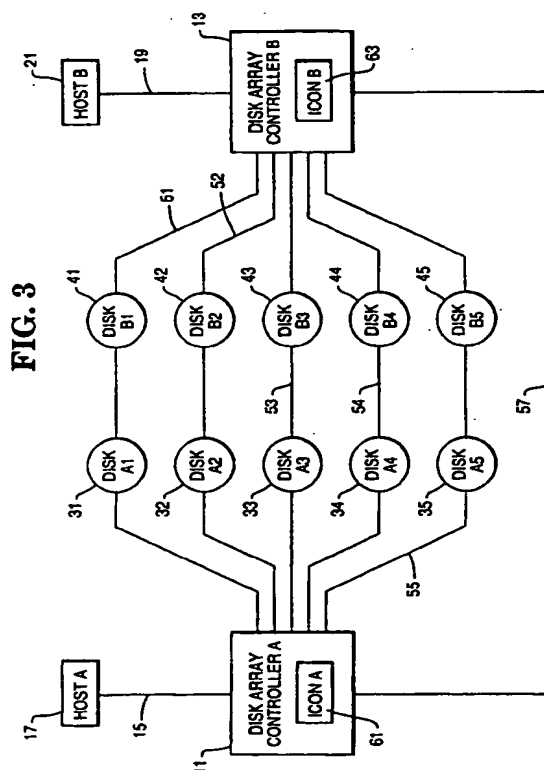 FIG. 3
17
HOST A
21
HOST B
15
19
31
DISK
A1
41
DISK
B1
51
32
DISK
A2
42
DISK
B2
52
11
DISK ARRAY
CONTROLLER A
ICON A
61
33
DISK
A3
53
43
DISK
B3
13
DISK ARRAY
CONTROLLER B
ICON B
63
34
DISK
A4
54
44
DISK
B4
35
DISK
A5
45
DISK
B5
55
57